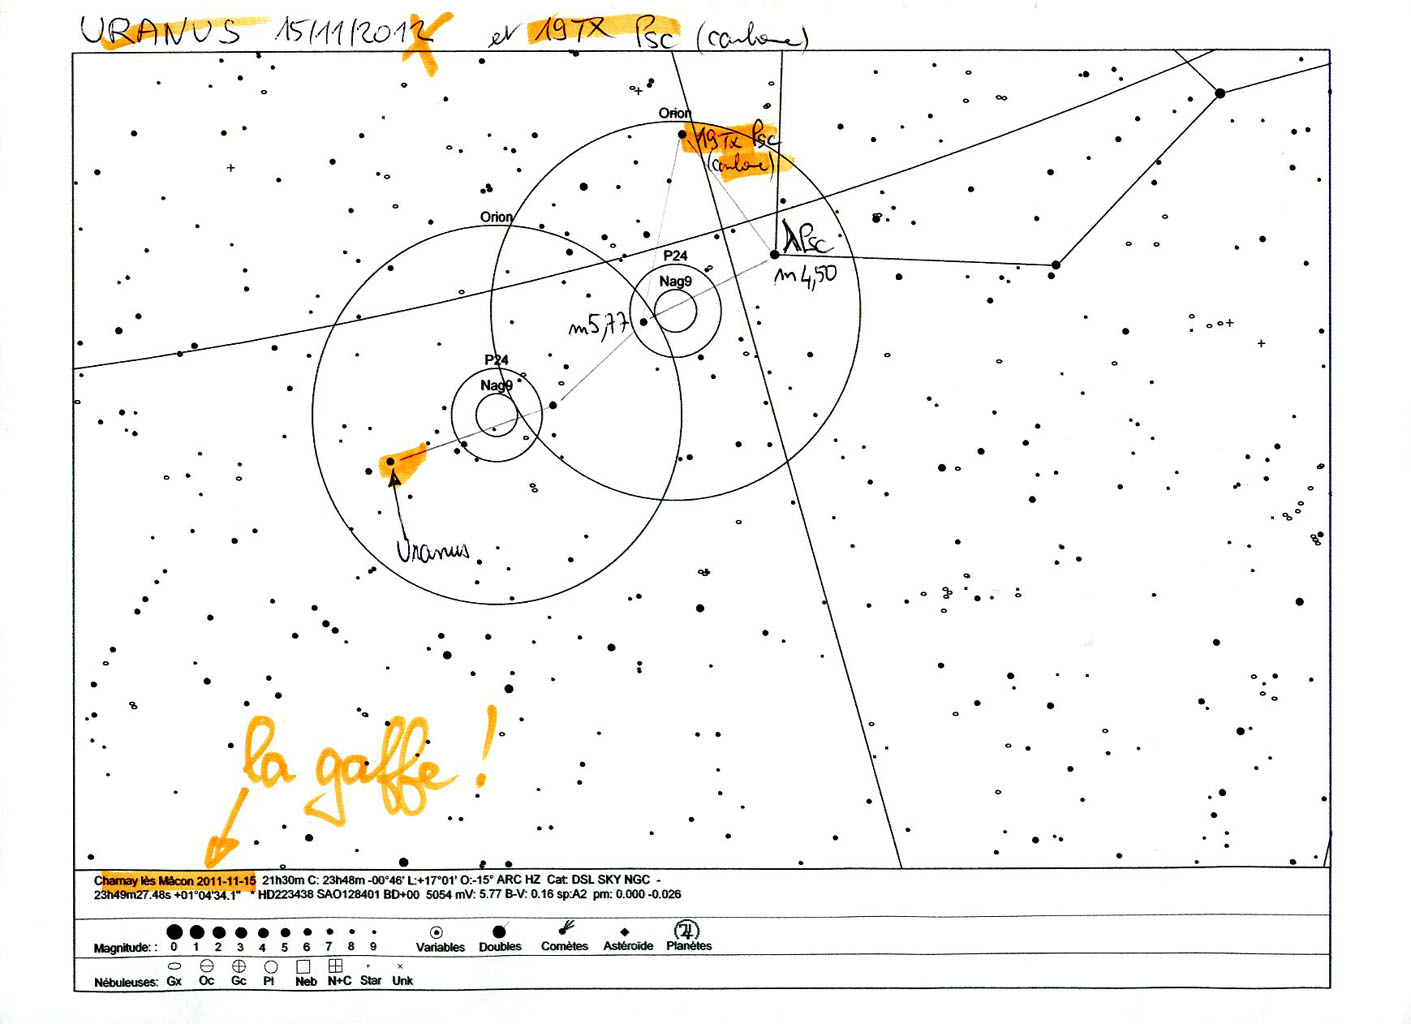 URANUS 15/11/2012 et 19TX Psc (carbone)
Orion
19TX Psc
(carbone)
Orion
λ Psc
m4,50
P24
Nag9
m5,77
P24
Nag9
Uranus
la gaffe !
Charnay lès Mâcon 2011-11-15 21h30m C: 23h48m -00°46' L:+17°01' O:-15° ARC HZ Cat: DSL SKY NGC -
23h49m27.48s +01°04'34.1" * HD223438 SAO128401 BD+00 5054 mV: 5.77 B-V: 0.16 sp:A2 pm: 0.000 -0.026
Magnitude: : 0 1 2 3 4 5 6 7 8 9 Variables Doubles Comètes Astéroïde Planètes
Nébuleuses: Gx Oc Gc Pl Neb N+C Star Unk